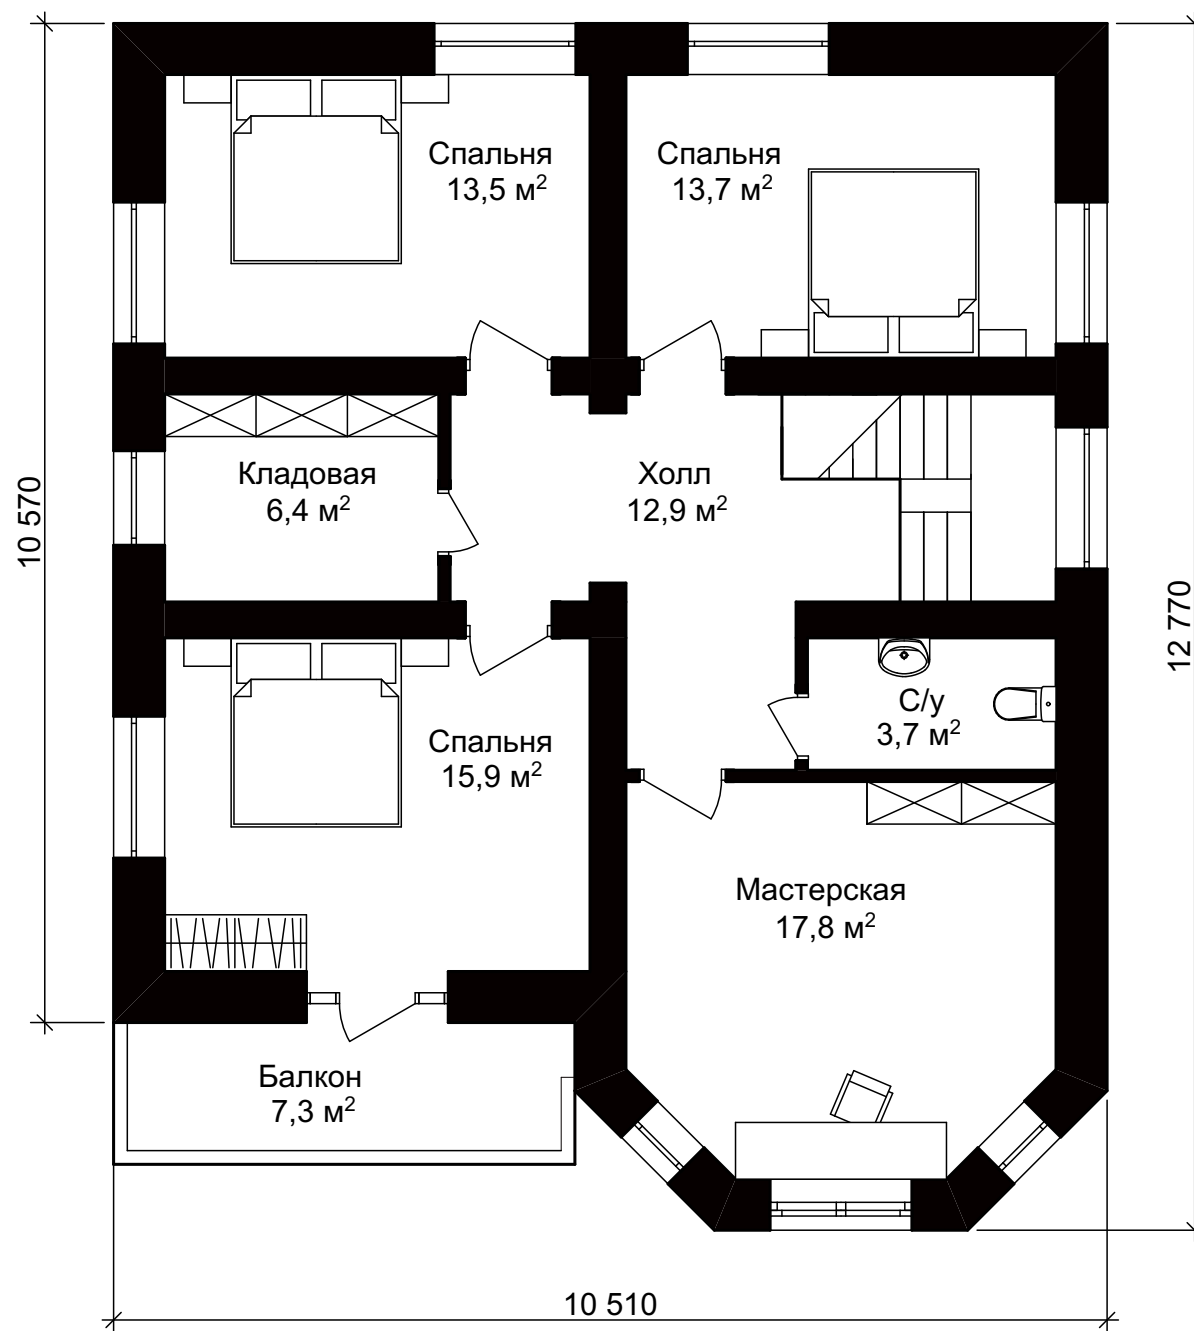 Спальня
13,5 м²
Спальня
13,7 м²
Кладовая
6,4 м²
Холл
12,9 м²
10 570
12 770
С/у
3,7 м²
Спальня
15,9 м²
Мастерская
17,8 м²
Балкон
7,3 м²
10 510